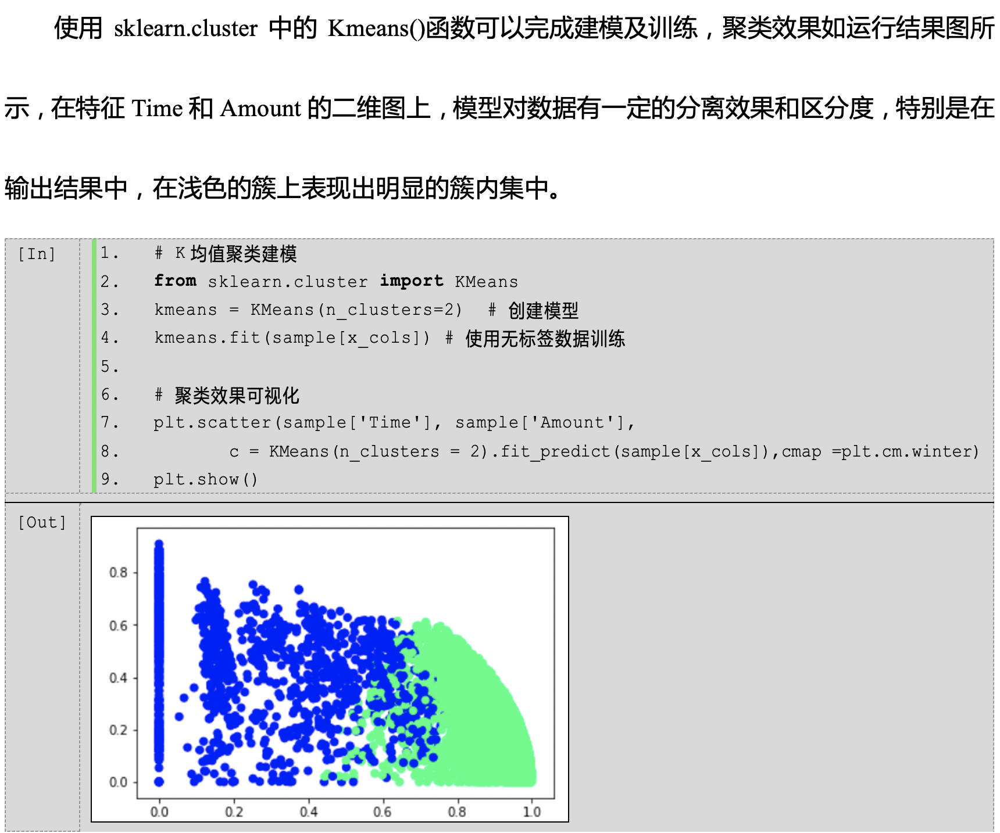 使用 sklearn.cluster 中的 Kmeans()函数可以完成建模及训练，聚类效果如运行结果图所
示，在特征 Time 和 Amount 的二维图上，模型对数据有一定的分离效果和区分度，特别是在
输出结果中，在浅色的簇上表现出明显的簇内集中。
[In]
1. # K 均值聚类建模
2. from sklearn.cluster import KMeans
3. kmeans = KMeans(n_clusters=2) # 创建模型
4. kmeans.fit(sample[x_cols]) # 使用无标签数据训练
5.
6. # 聚类效果可视化
7. plt.scatter(sample['Time'], sample['Amount'],
8. c = KMeans(n_clusters = 2).fit_predict(sample[x_cols]),cmap =plt.cm.winter)
9. plt.show()
[Out]
0.8
0.6
0.4
0.2
0.0
0.0 0.2 0.4 0.6 0.8 1.0